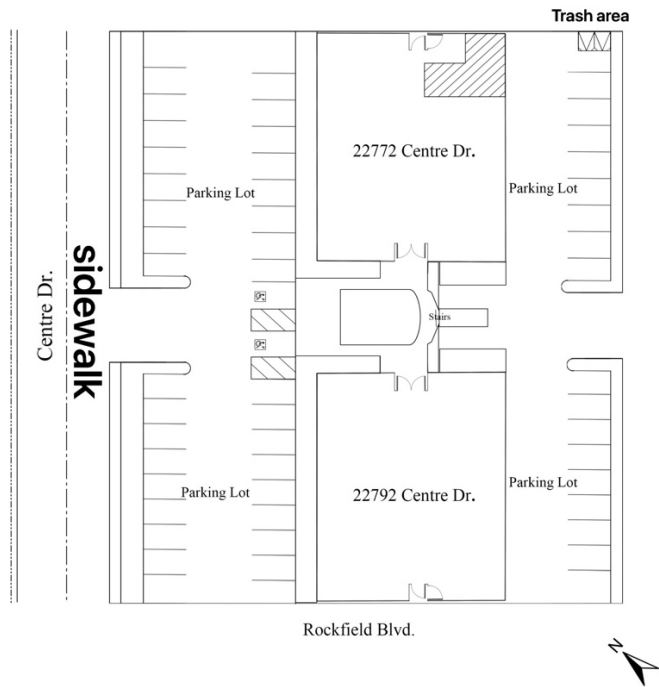 Trash area
22772 Centre Dr.
Parking Lot
Parking Lot
sidewalk
Centre Dr.
Stairs
Parking Lot
22792 Centre Dr.
Parking Lot
Rockfield Blvd.
N